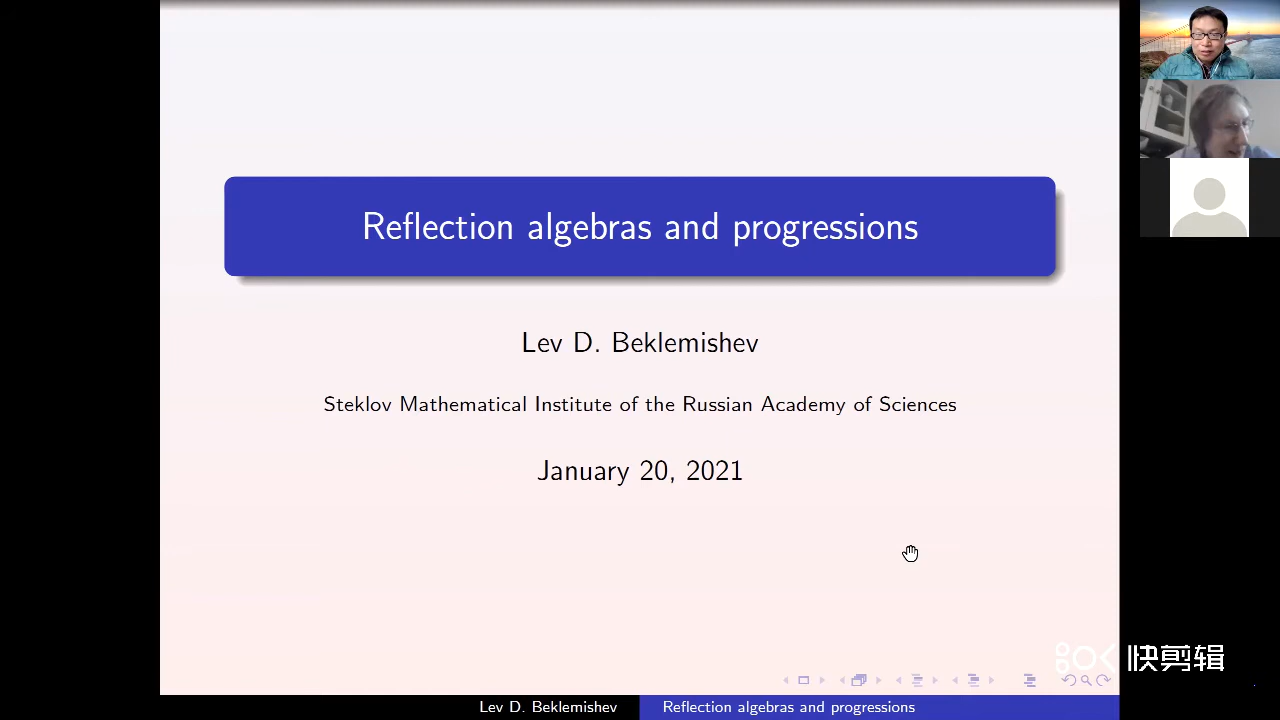 Reflection algebras and progressions
Lev D. Beklemishev
Steklov Mathematical Institute of the Russian Academy of Sciences
January 20, 2021
快剪辑
Lev D. Beklemishev
Reflection algebras and progressions